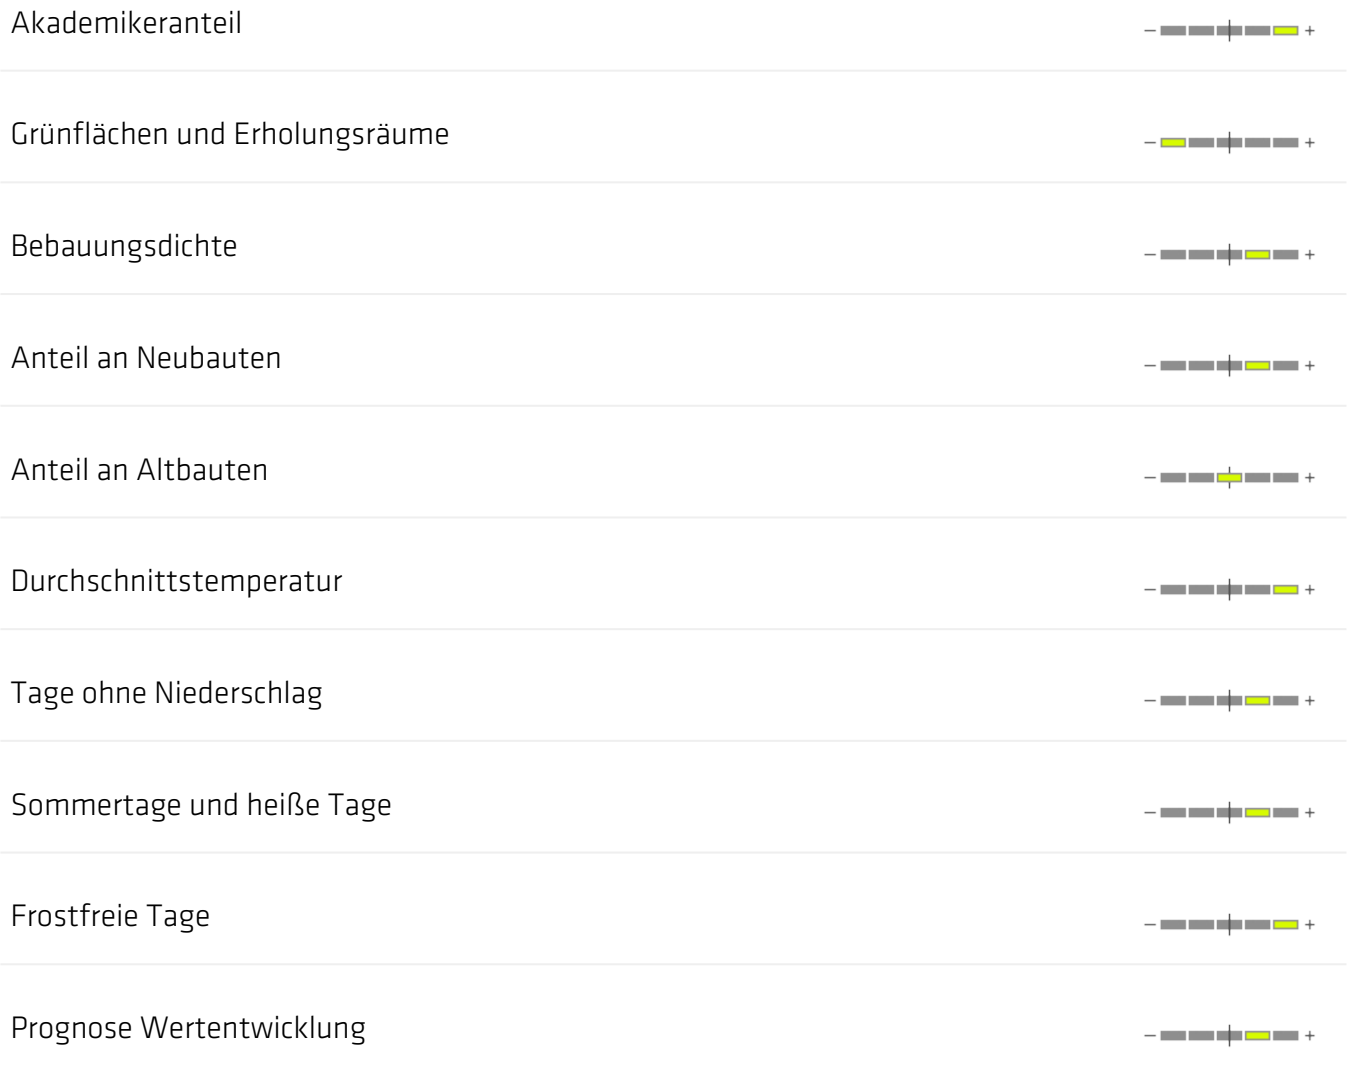 Akademikeranteil − +
Grünflächen und Erholungsräume − +
Bebauungsdichte − +
Anteil an Neubauten − +
Anteil an Altbauten − +
Durchschnittstemperatur − +
Tage ohne Niederschlag − +
Sommertage und heiße Tage − +
Frostfreie Tage − +
Prognose Wertentwicklung − +